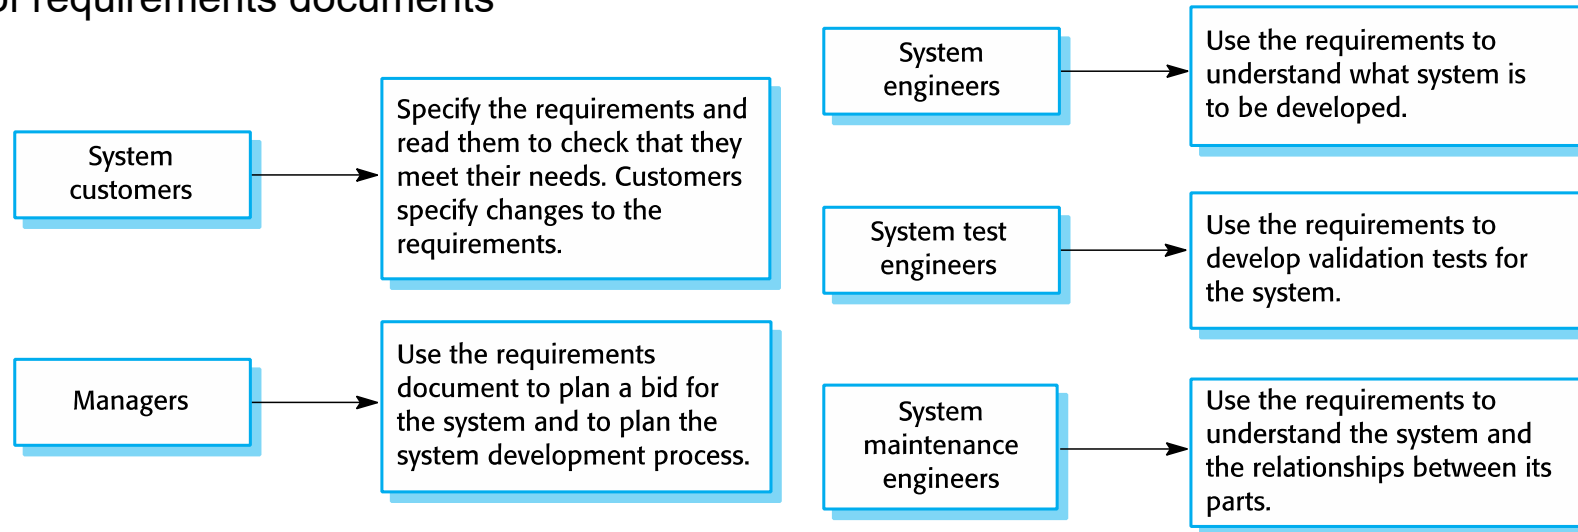 of requirements documents
System
customers
Specify the requirements and
read them to check that they
meet their needs. Customers
specify changes to the
requirements.
Managers
Use the requirements
document to plan a bid for
the system and to plan the
system development process.
System
engineers
Use the requirements to
understand what system is
to be developed.
System test
engineers
Use the requirements to
develop validation tests for
the system.
System
maintenance
engineers
Use the requirements to
understand the system and
the relationships between its
parts.